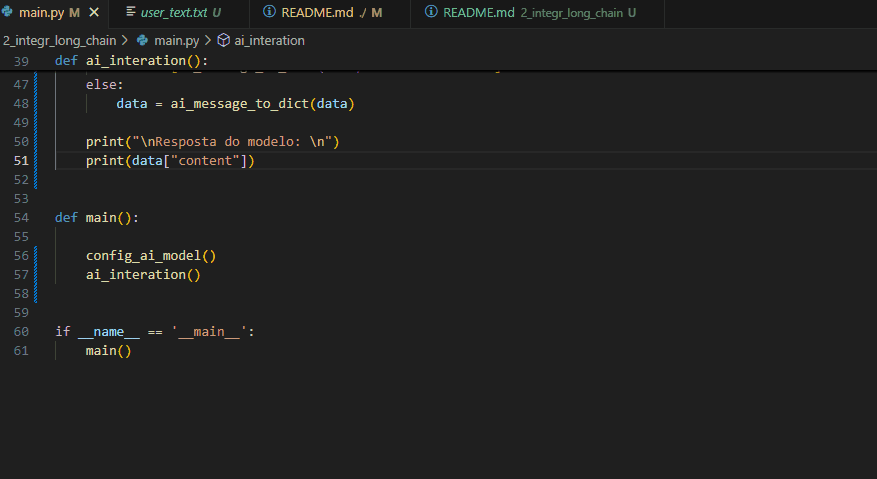 main.py M × user_text.txt U README.md ./ M README.md 2_integr_long_chain U
2_integr_long_chain > main.py > ai_interation
39 def ai_interation():
47 else:
48 data = ai_message_to_dict(data)
49
50 print("\nResposta do modelo: \n")
51 print(data["content"])
52
53
54 def main():
55
56 config_ai_model()
57 ai_interation()
58
59
60 if __name__ == '__main__':
61 main()